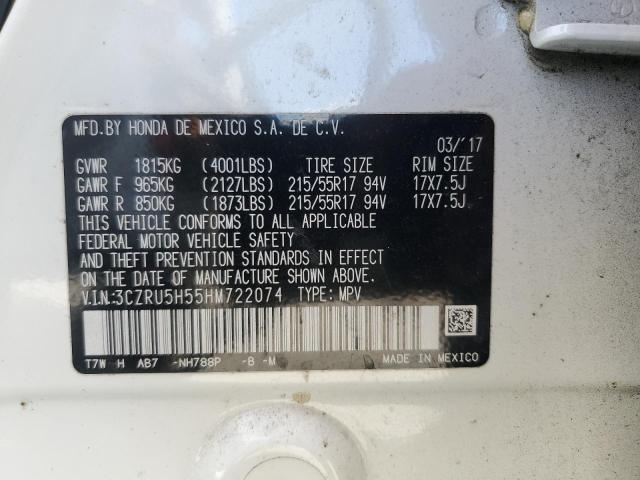 MFD.BY HONDA DE MEXICO S.A. DE C.V.
03/'17
GVWR 1815KG (4001LBS) TIRE SIZE RIM SIZE
GAWR F 965KG (2127LBS) 215/55R17 94V 17X7.5J
GAWR R 850KG (1873LBS) 215/55R17 94V 17X7.5J
THIS VEHICLE CONFORMS TO ALL APPLICABLE
FEDERAL MOTOR VEHICLE SAFETY
AND THEFT PREVENTION STANDARDS IN EFFECT
ON THE DATE OF MANUFACTURE SHOWN ABOVE.
V.I.N.:3CZRU5H55HM722074 TYPE: MPV
T7W H AB7 -NH788P -B -M MADE IN MEXICO